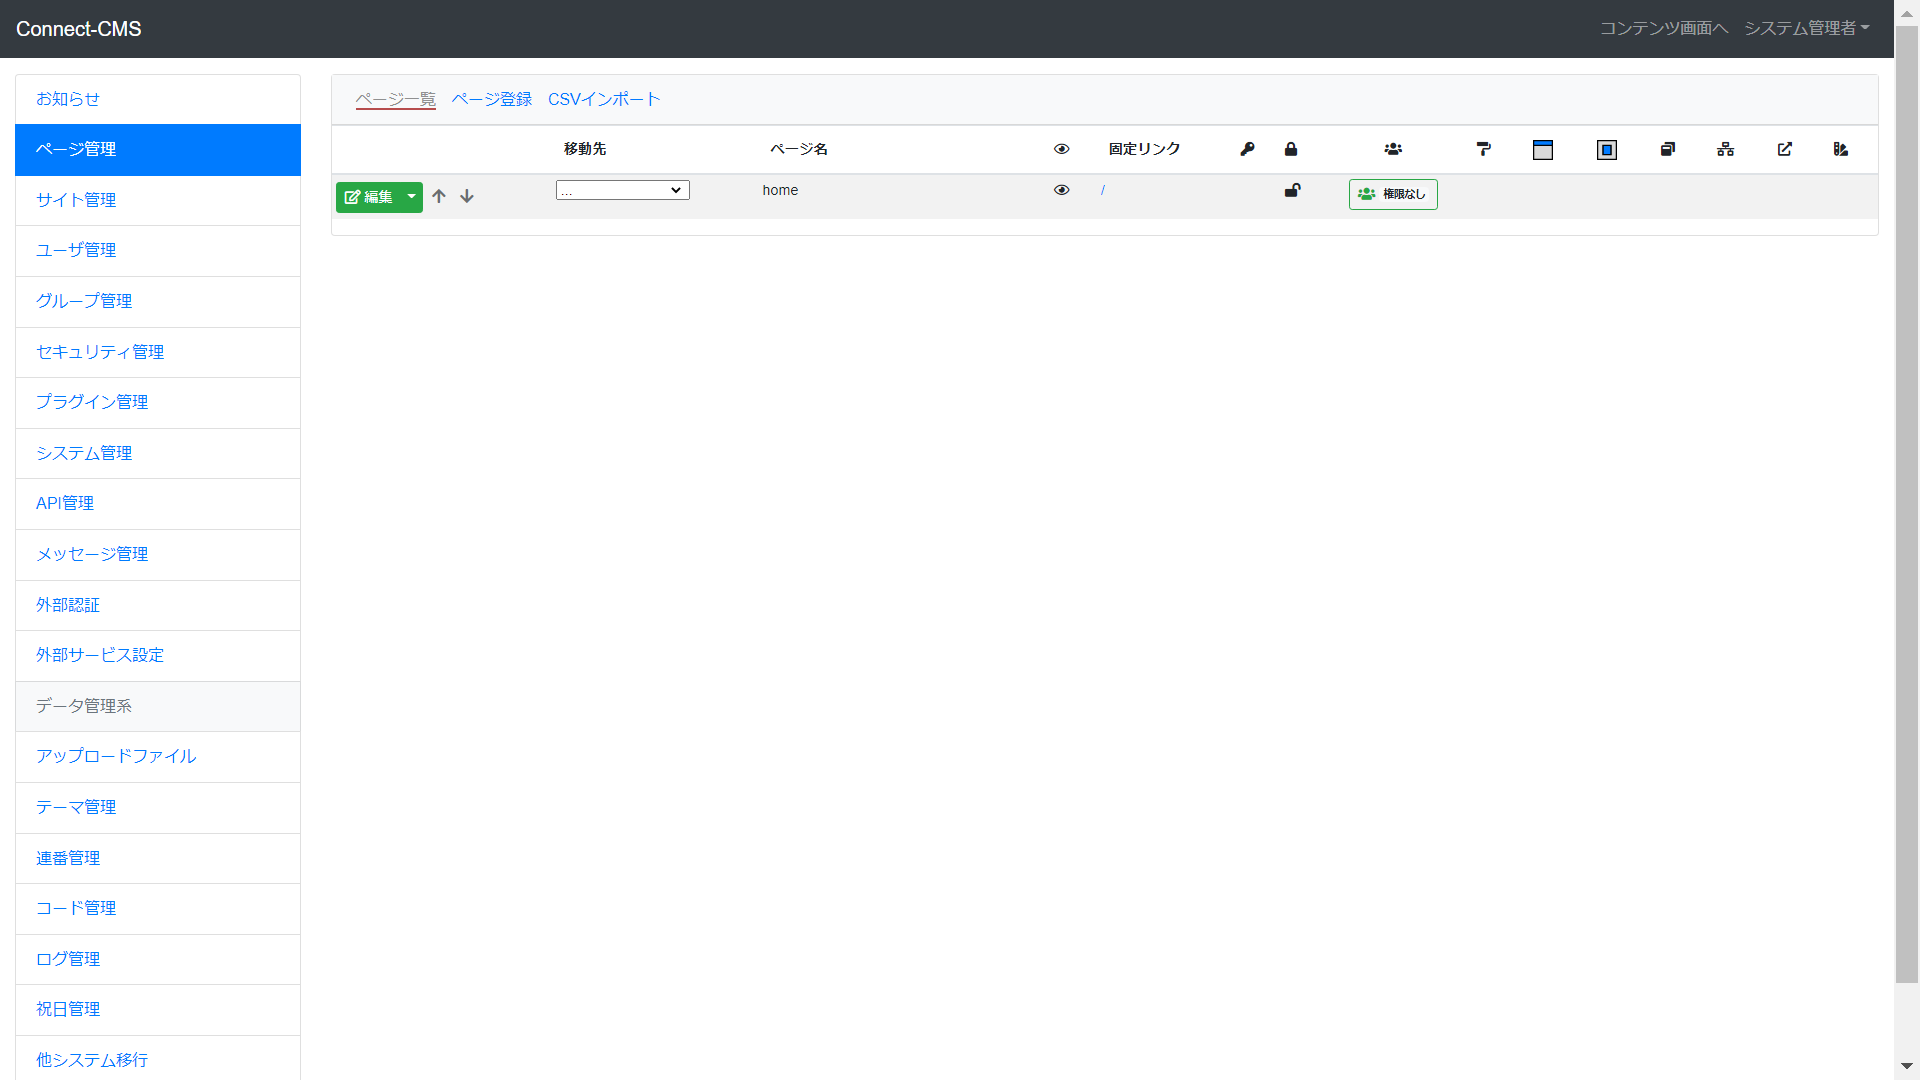 Connect-CMS
コンテンツ画面へ システム管理者
お知らせ
ページ管理
サイト管理
ユーザ管理
グループ管理
セキュリティ管理
プラグイン管理
システム管理
API管理
メッセージ管理
外部認証
外部サービス設定
データ管理系
アップロードファイル
テーマ管理
連番管理
コード管理
ログ管理
祝日管理
他システム移行
ページ一覧 ページ登録 CSVインポート
移動先 ページ名 固定リンク
編集 ... home / 権限なし